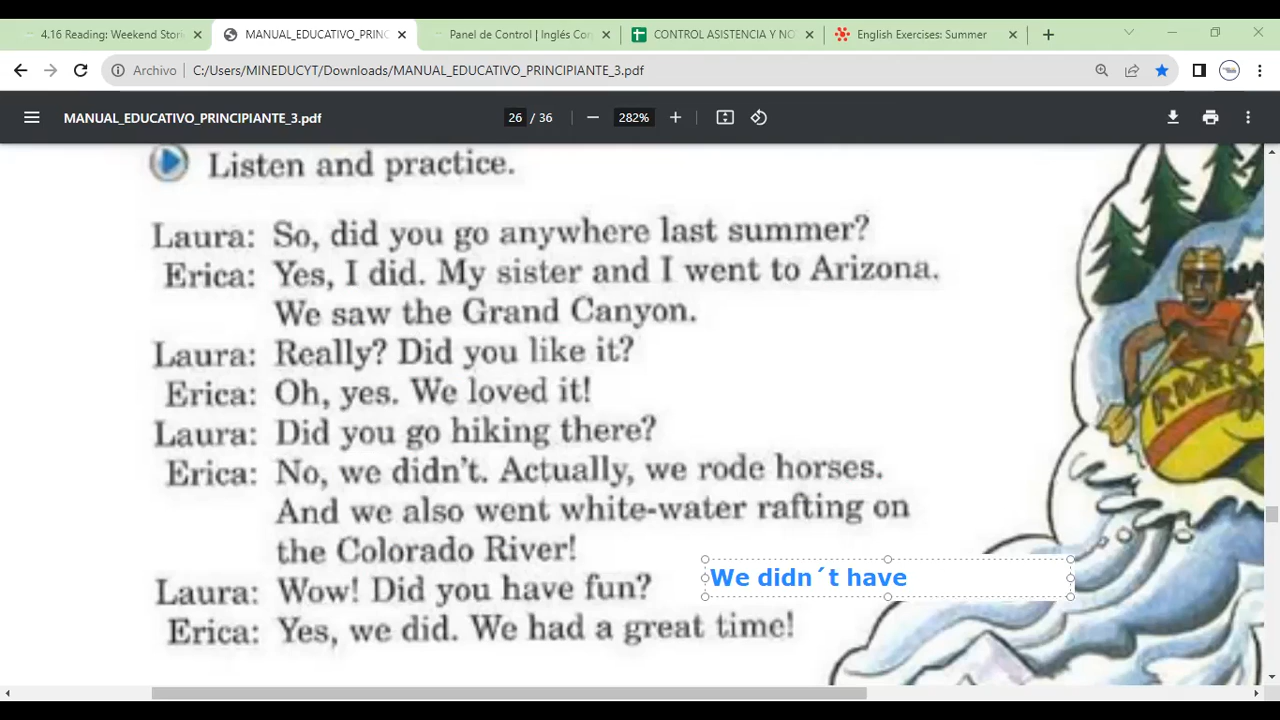 4.16 Reading: Weekend Stori
MANUAL_EDUCATIVO_PRINC
Panel de Control | Inglés Con
CONTROL ASISTENCIA Y NO
English Exercises: Summer
Archivo C:/Users/MINEDUCYT/Downloads/MANUAL_EDUCATIVO_PRINCIPIANTE_3.pdf
MANUAL_EDUCATIVO_PRINCIPIANTE_3.pdf
26 / 36
282%
Listen and practice.
Laura: So, did you go anywhere last summer?
Erica: Yes, I did. My sister and I went to Arizona.
We saw the Grand Canyon.
Laura: Really? Did you like it?
Erica: Oh, yes. We loved it!
Laura: Did you go hiking there?
Erica: No, we didn't. Actually, we rode horses.
And we also went white-water rafting on
the Colorado River!
We didn´t have
Laura: Wow! Did you have fun?
Erica: Yes, we did. We had a great time!
RIVER